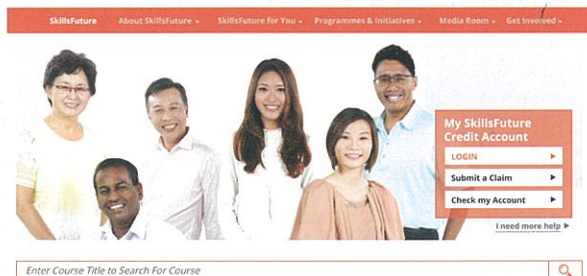 SkillsFuture About SkillsFuture SkillsFuture for You Programmes & Initiatives Media Room Get Involved
My SkillsFuture
Credit Account
LOGIN
Submit a Claim
Check my Account
I need more help
Enter Course Title to Search For Course